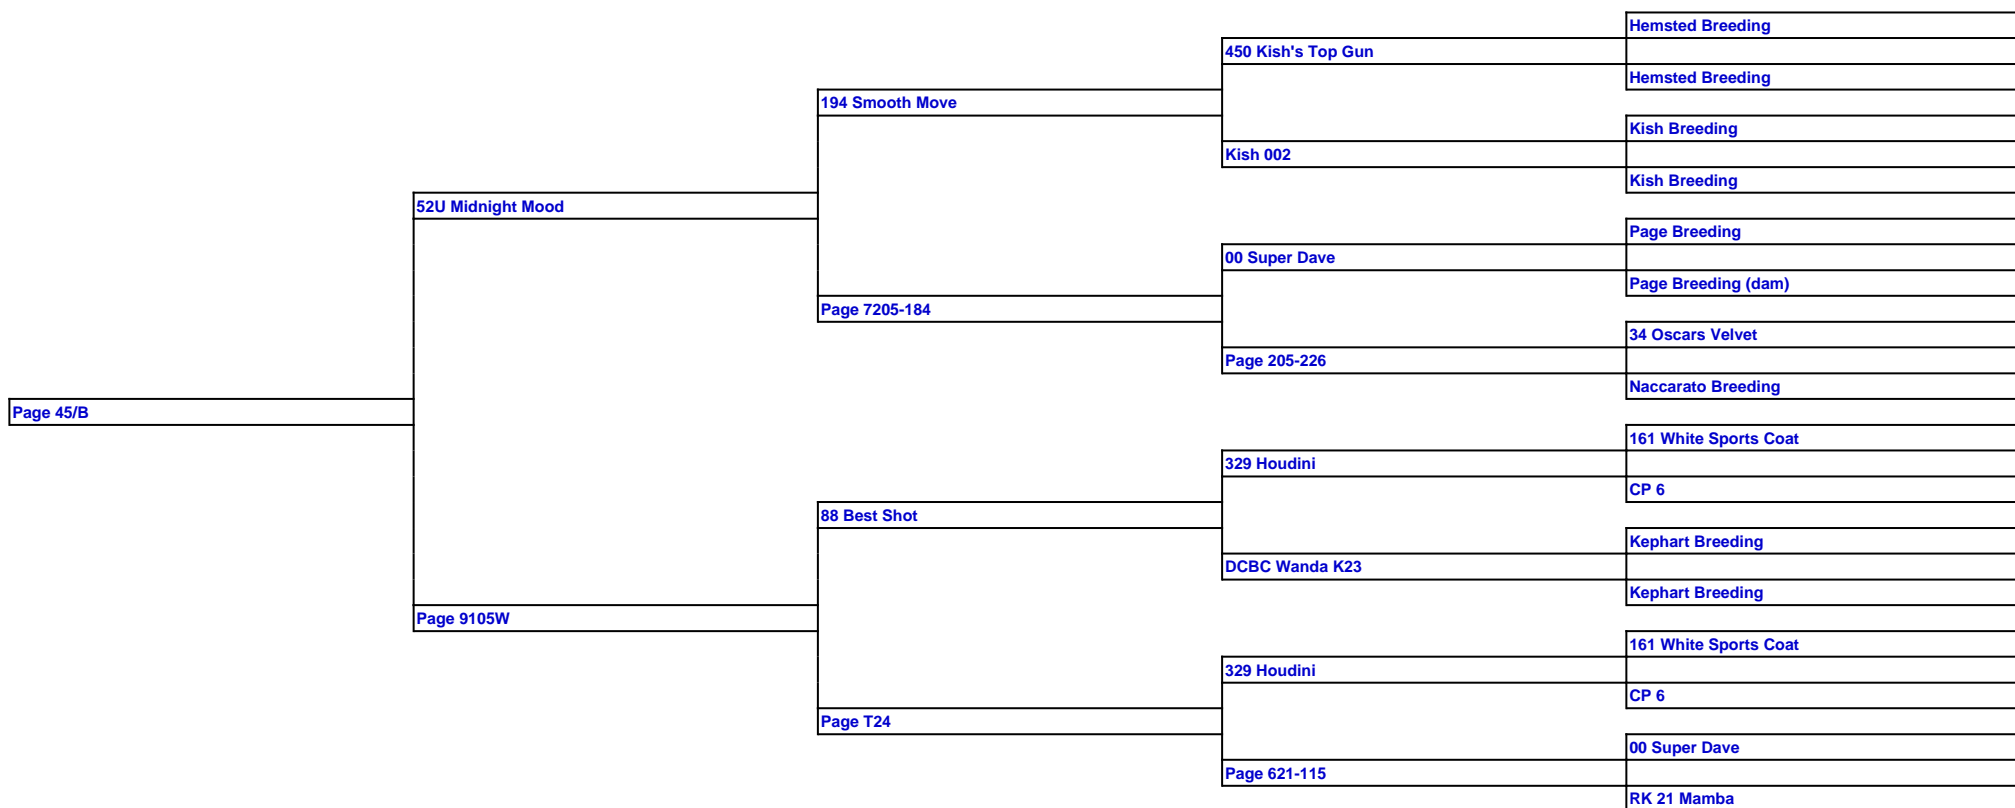 Hemsted Breeding
450 Kish's Top Gun
Hemsted Breeding
194 Smooth Move
Kish Breeding
Kish 002
Kish Breeding
52U Midnight Mood
Page Breeding
00 Super Dave
Page Breeding (dam)
Page 7205-184
34 Oscars Velvet
Page 205-226
Naccarato Breeding
Page 45/B
161 White Sports Coat
329 Houdini
CP 6
88 Best Shot
Kephart Breeding
DCBC Wanda K23
Kephart Breeding
Page 9105W
161 White Sports Coat
329 Houdini
CP 6
Page T24
00 Super Dave
Page 621-115
RK 21 Mamba